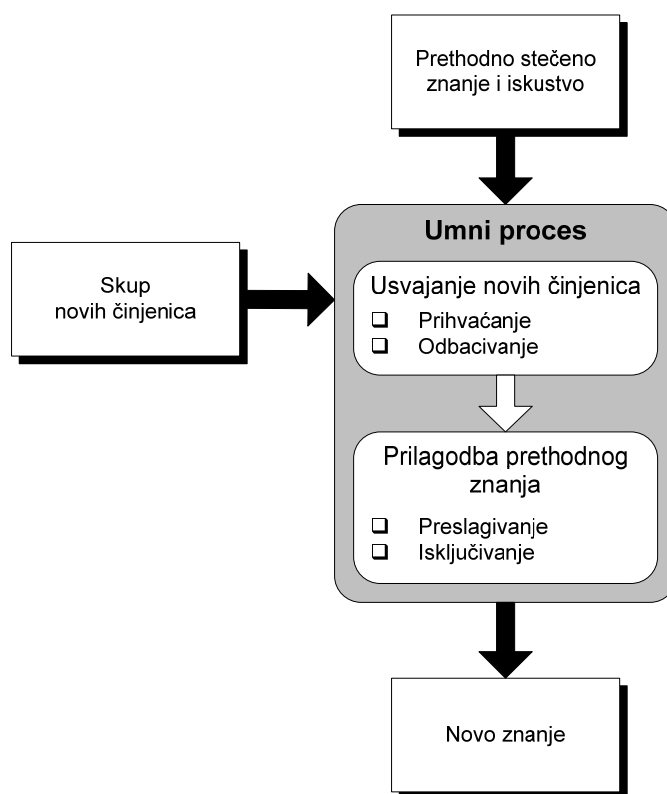 Prethodno stečeno
znanje i iskustvo
Skup
novih činjenica
Umni proces
Usvajanje novih činjenica
❑ Prihvaćanje
❑ Odbacivanje
Prilagodba prethodnog
znanja
❑ Preslagivanje
❑ Isključivanje
Novo znanje